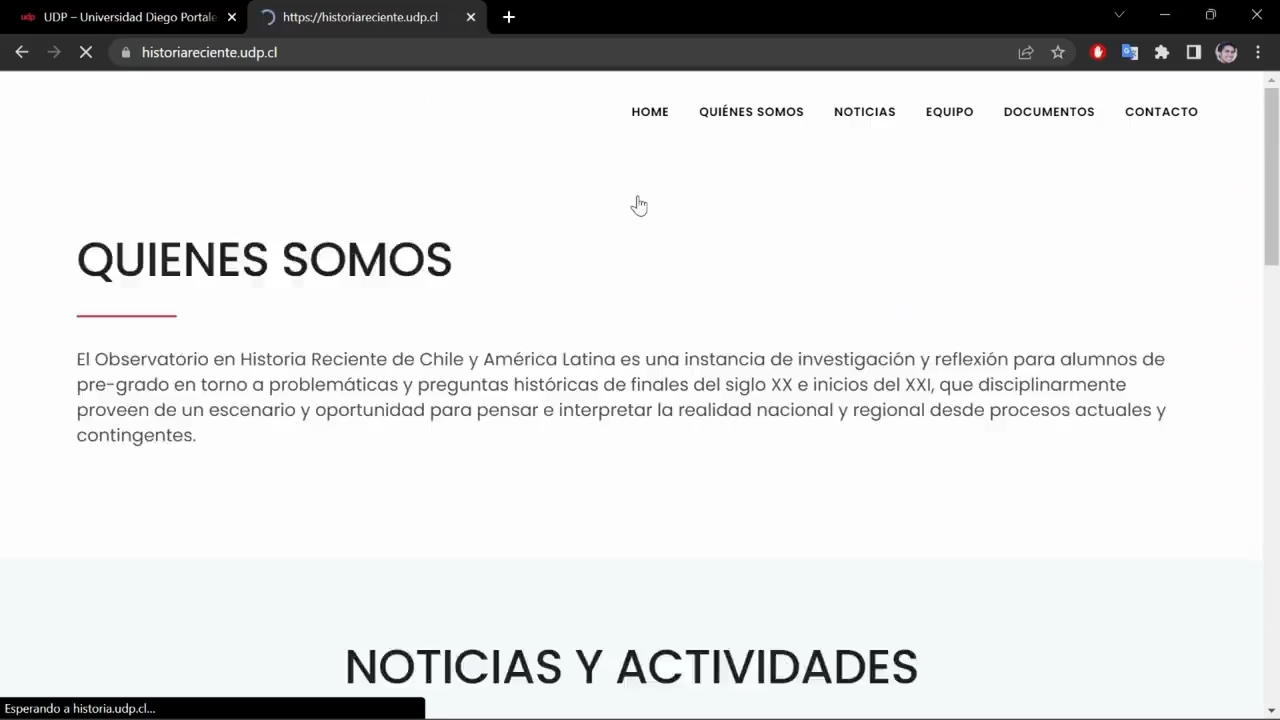 udp UDP – Universidad Diego Portale
https://historiareciente.udp.cl
historiareciente.udp.cl
HOME QUIÉNES SOMOS NOTICIAS EQUIPO DOCUMENTOS CONTACTO
QUIENES SOMOS
El Observatorio en Historia Reciente de Chile y América Latina es una instancia de investigación y reflexión para alumnos de
pre-grado en torno a problemáticas y preguntas históricas de finales del siglo XX e inicios del XXI, que disciplinarmente
proveen de un escenario y oportunidad para pensar e interpretar la realidad nacional y regional desde procesos actuales y
contingentes.
NOTICIAS Y ACTIVIDADES
Esperando a historia.udp.cl...